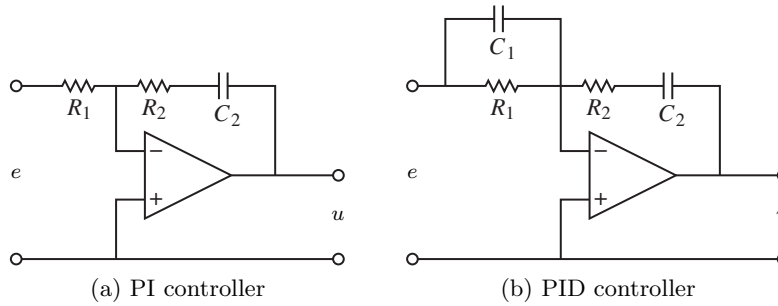 C₁
R₁ R₂ C₂
−
+
e
u
(a) PI controller
R₁ R₂ C₂
−
+
e
(b) PID controller